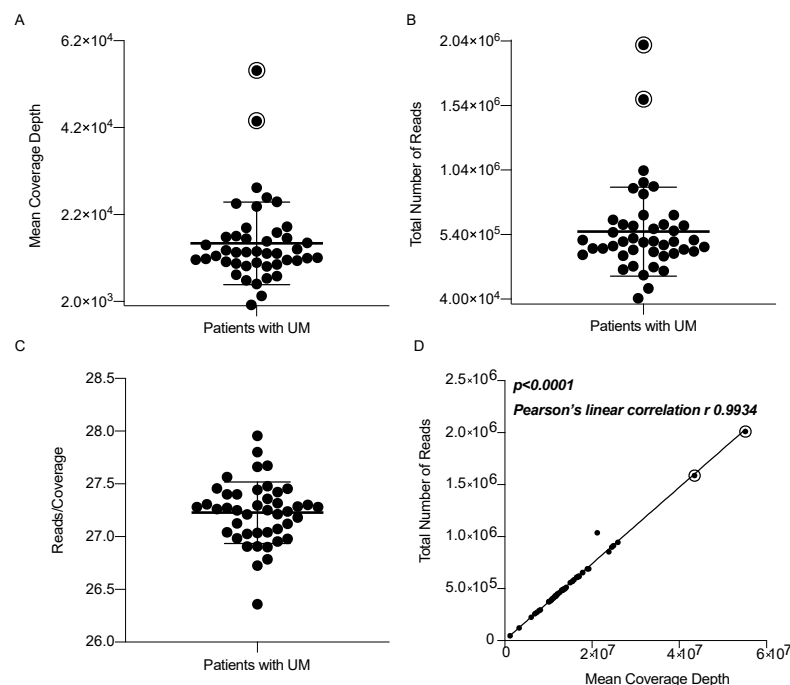 A
6.2×10⁴
4.2×10⁴
2.2×10⁴
2.0×10³
Mean Coverage Depth
Patients with UM
B
2.04×10⁶
1.54×10⁶
1.04×10⁶
5.40×10⁵
4.00×10⁴
Total Number of Reads
Patients with UM
C
28.5
28.0
27.5
27.0
26.5
26.0
Reads/Coverage
Patients with UM
D
p<0.0001
Pearson's linear correlation r 0.9934
2.5×10⁶
2.0×10⁶
1.5×10⁶
1.0×10⁶
5.0×10⁵
0
Total Number of Reads
0 2×10⁷ 4×10⁷ 6×10⁷
Mean Coverage Depth